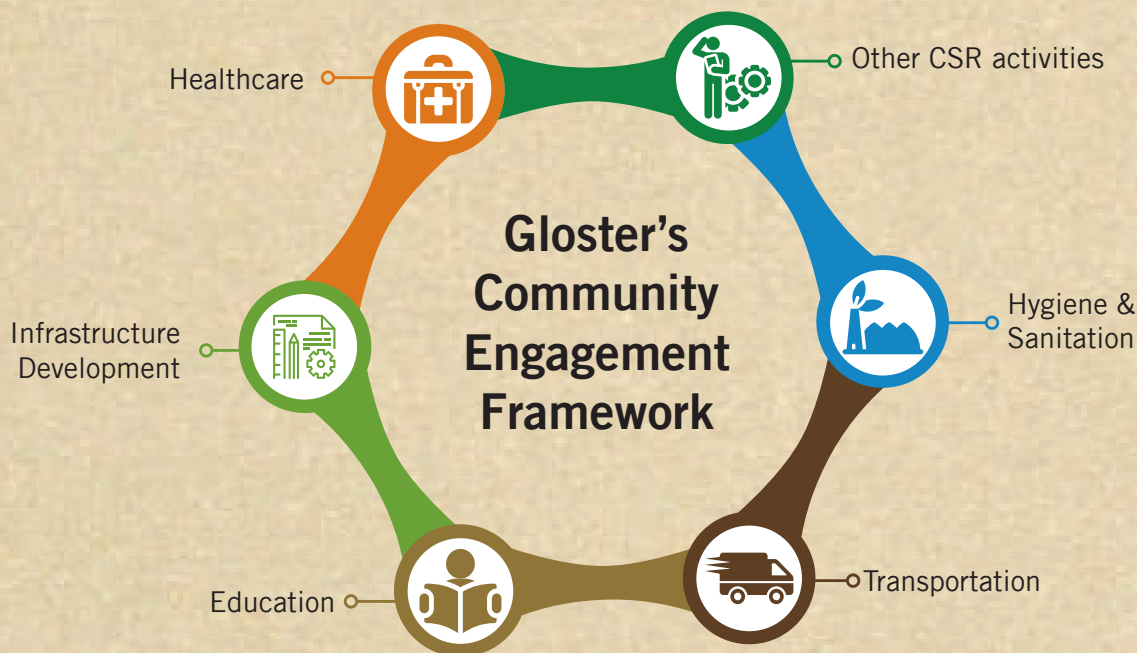 Healthcare
Other CSR activities
Gloster’s
Community
Engagement
Framework
Infrastructure
Development
Hygiene &
Sanitation
Education
Transportation